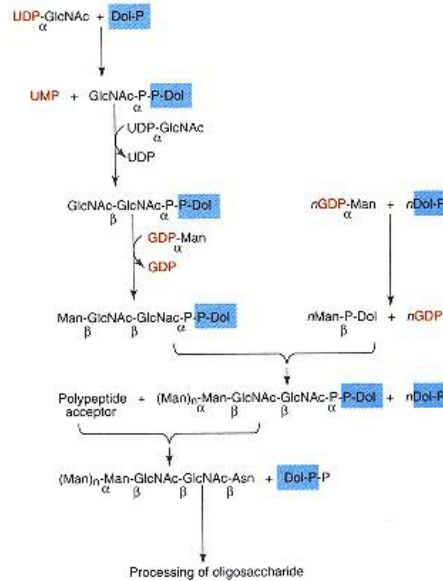 UDP-GlcNAc + Dol-P
α
UMP + GlcNAc-P-P-Dol
α
UDP-GlcNAc
α
UDP
GlcNAc-GlcNAc-P-P-Dol
β α
nGDP-Man + nDol-P
α
GDP-Man
α
GDP
Man-GlcNAc-GlcNac-P-P-Dol
β β α
nMan-P-Dol + nGDP
β
Polypeptide
acceptor + (Man)n-Man-GlcNAc-GlcNAc-P-P-Dol + nDol-P
α β β α
(Man)n-Man-GlcNAc-GlcNAc-Asn + Dol-P-P
α β β β
Processing of oligosaccharide